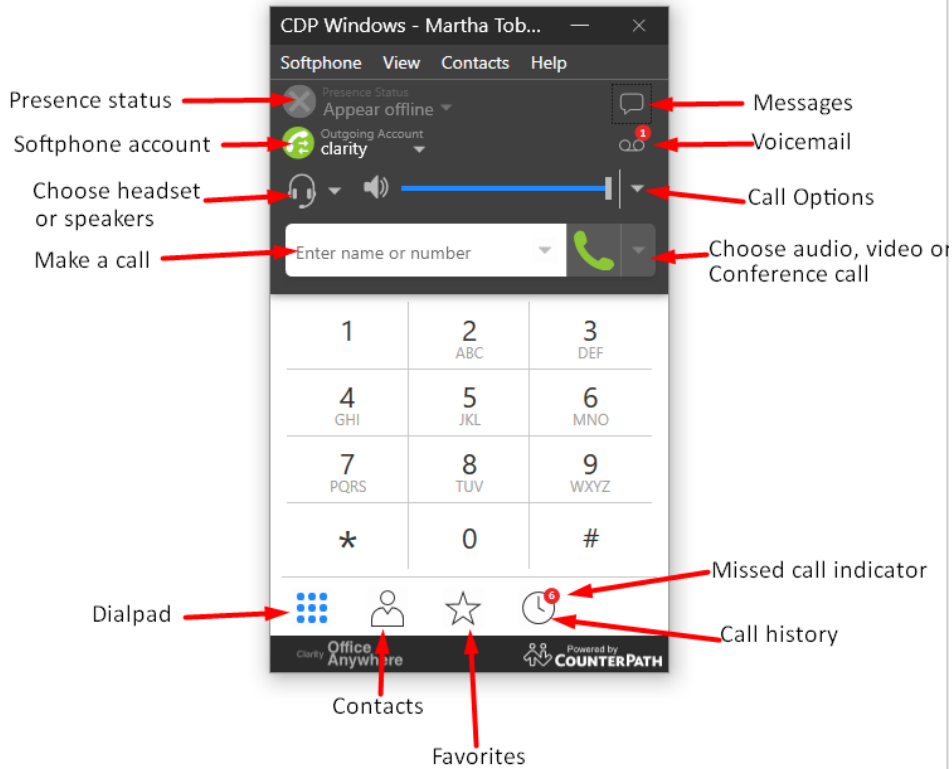 CDP Windows - Martha Tob...
Softphone View Contacts Help
Presence status
Presence Status
Appear offline
Messages
Softphone account
Outgoing Account
clarity
1
Voicemail
Choose headset
or speakers
Call Options
Make a call
Enter name or number
Choose audio, video or
Conference call
1
2
ABC
3
DEF
4
GHI
5
JKL
6
MNO
7
PQRS
8
TUV
9
WXYZ
*
0
#
Missed call indicator
6
Dialpad
Call history
Clarity Office
Anywhere
Powered by
COUNTERPATH
Contacts
Favorites